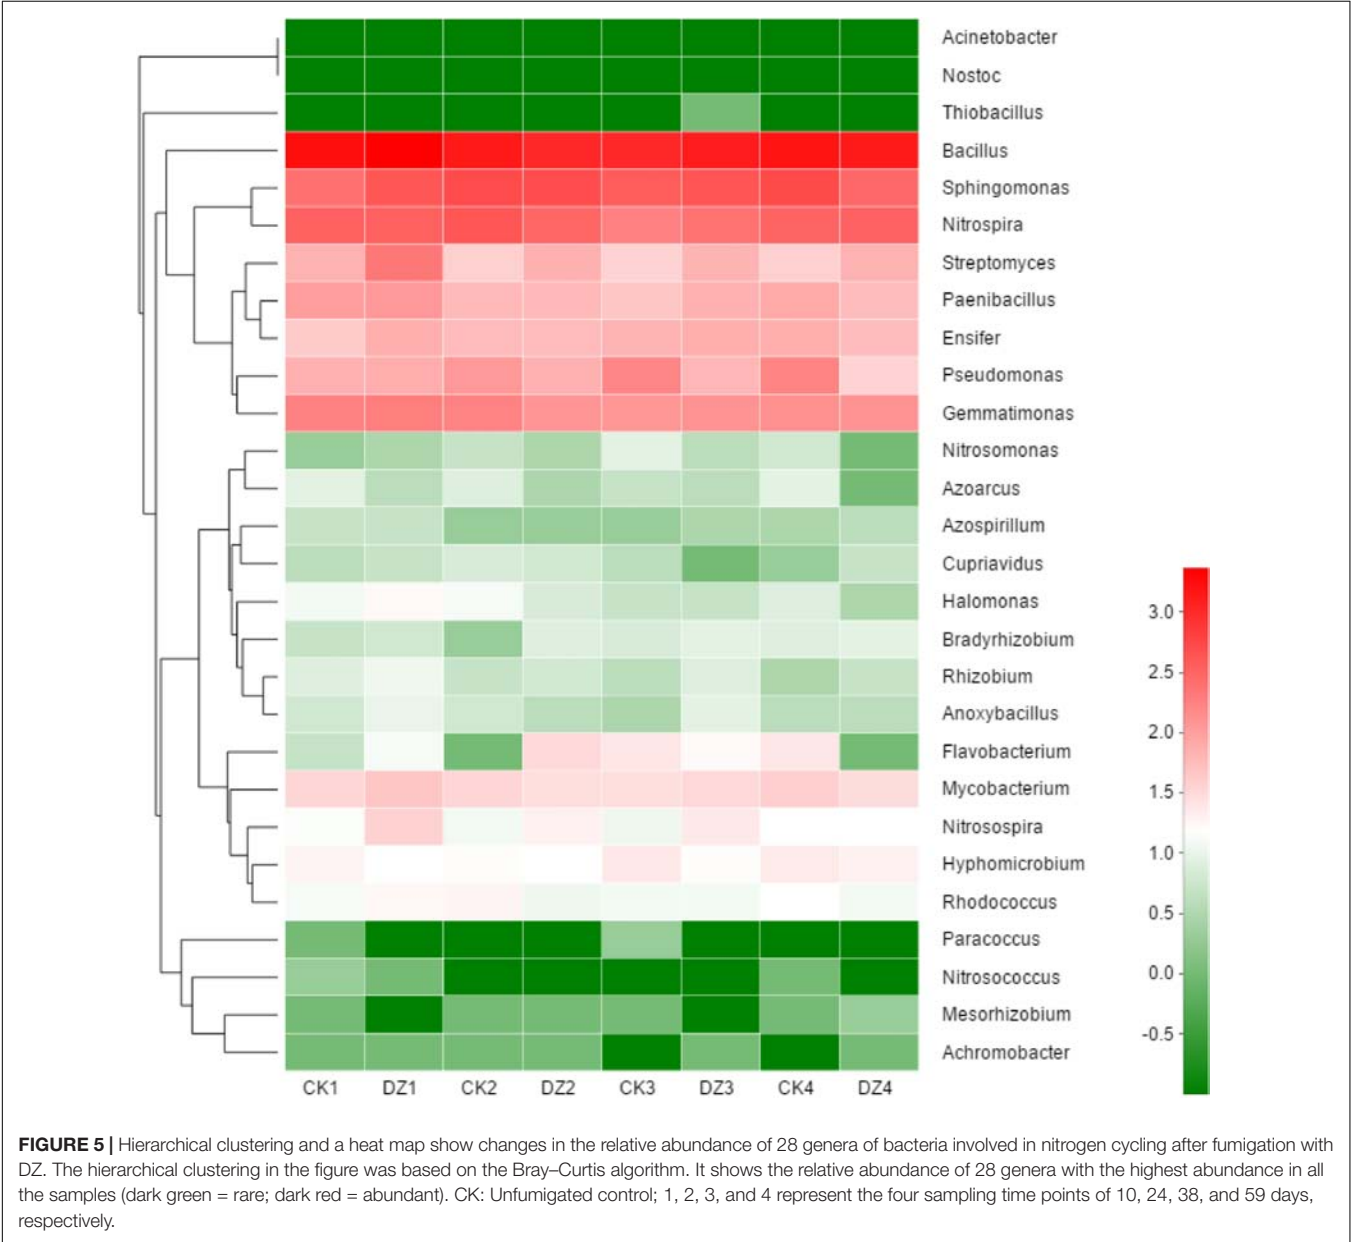 Acinetobacter
Nostoc
Thiobacillus
Bacillus
Sphingomonas
Nitrospira
Streptomyces
Paenibacillus
Ensifer
Pseudomonas
Gemmatimonas
Nitrosomonas
Azoarcus
Azospirillum
Cupriavidus
Halomonas
Bradyrhizobium
Rhizobium
Anoxybacillus
Flavobacterium
Mycobacterium
Nitrosospira
Hyphomicrobium
Rhodococcus
Paracoccus
Nitrosococcus
Mesorhizobium
Achromobacter
3.0
2.5
2.0
1.5
1.0
0.5
0.0
-0.5
CK1 DZ1 CK2 DZ2 CK3 DZ3 CK4 DZ4
FIGURE 5 | Hierarchical clustering and a heat map show changes in the relative abundance of 28 genera of bacteria involved in nitrogen cycling after fumigation with
DZ. The hierarchical clustering in the figure was based on the Bray–Curtis algorithm. It shows the relative abundance of 28 genera with the highest abundance in all
the samples (dark green = rare; dark red = abundant). CK: Unfumigated control; 1, 2, 3, and 4 represent the four sampling time points of 10, 24, 38, and 59 days,
respectively.